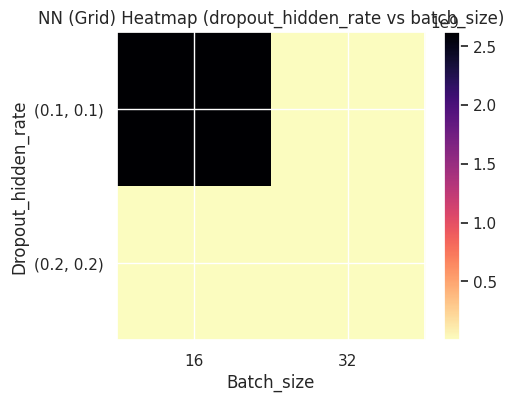 NN (Grid) Heatmap (dropout_hidden_rate vs batch_size)
1e9
2.5
2.0
1.5
1.0
0.5
Dropout_hidden_rate
(0.1, 0.1)
(0.2, 0.2)
16
32
Batch_size